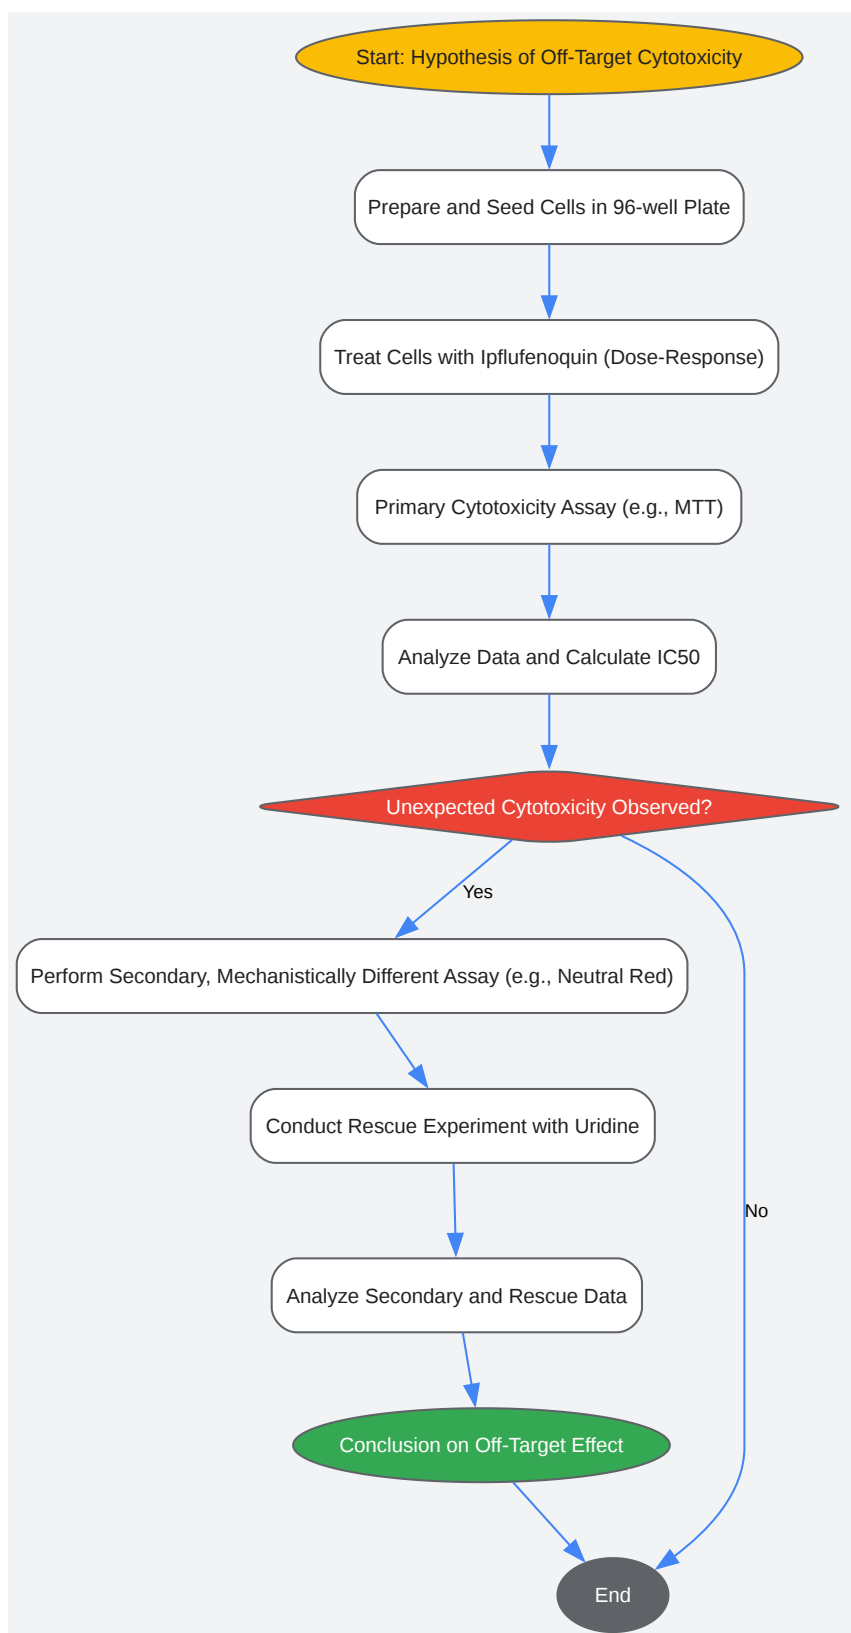 Start: Hypothesis of Off-Target Cytotoxicity
Prepare and Seed Cells in 96-well Plate
Treat Cells with Ipflufenoquin (Dose-Response)
Primary Cytotoxicity Assay (e.g., MTT)
Analyze Data and Calculate IC50
Unexpected Cytotoxicity Observed?
Yes
Perform Secondary, Mechanistically Different Assay (e.g., Neutral Red)
Conduct Rescue Experiment with Uridine
No
Analyze Secondary and Rescue Data
Conclusion on Off-Target Effect
End